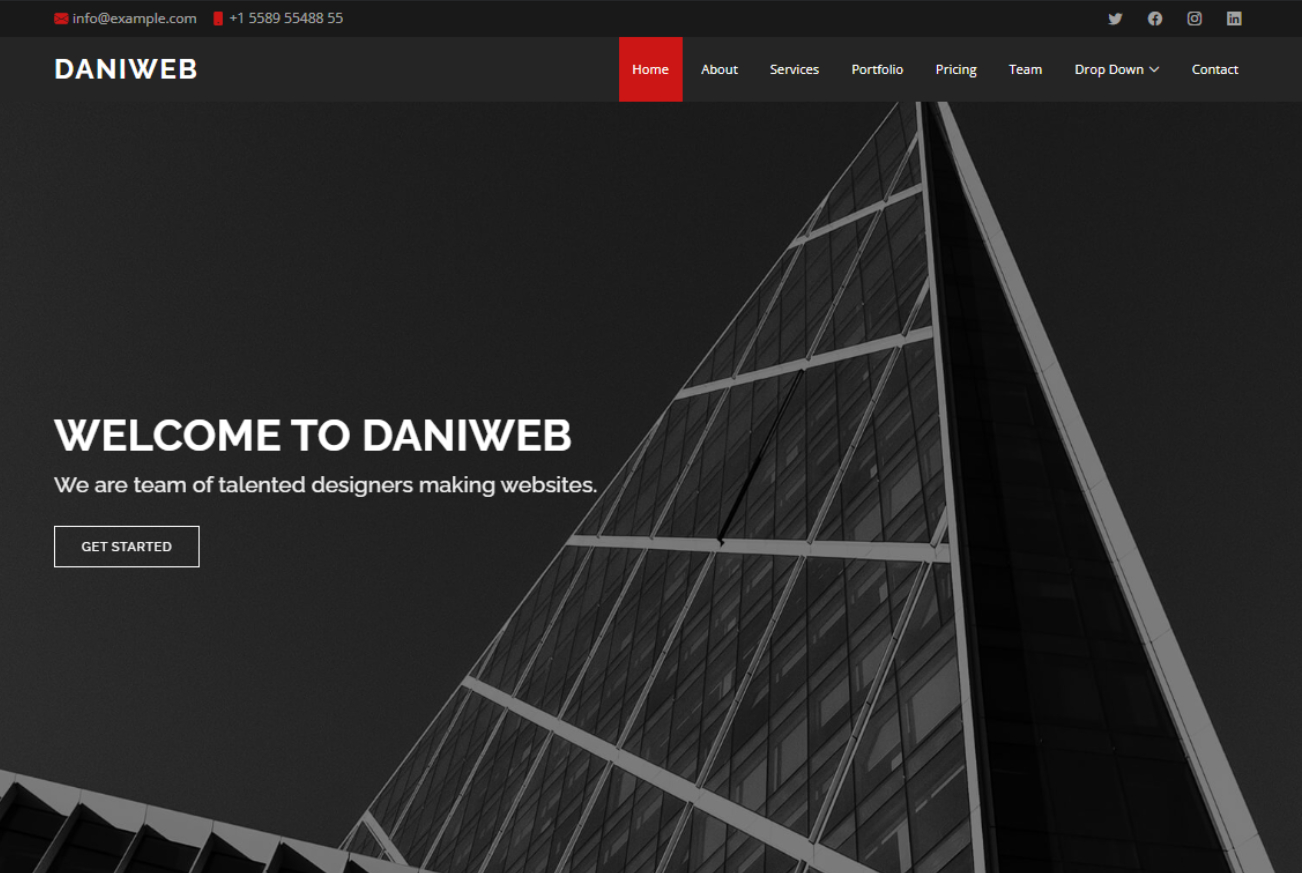 info@example.com +1 5589 55488 55
DANIWEB Home About Services Portfolio Pricing Team Drop Down Contact
WELCOME TO DANIWEB
We are team of talented designers making websites.
GET STARTED